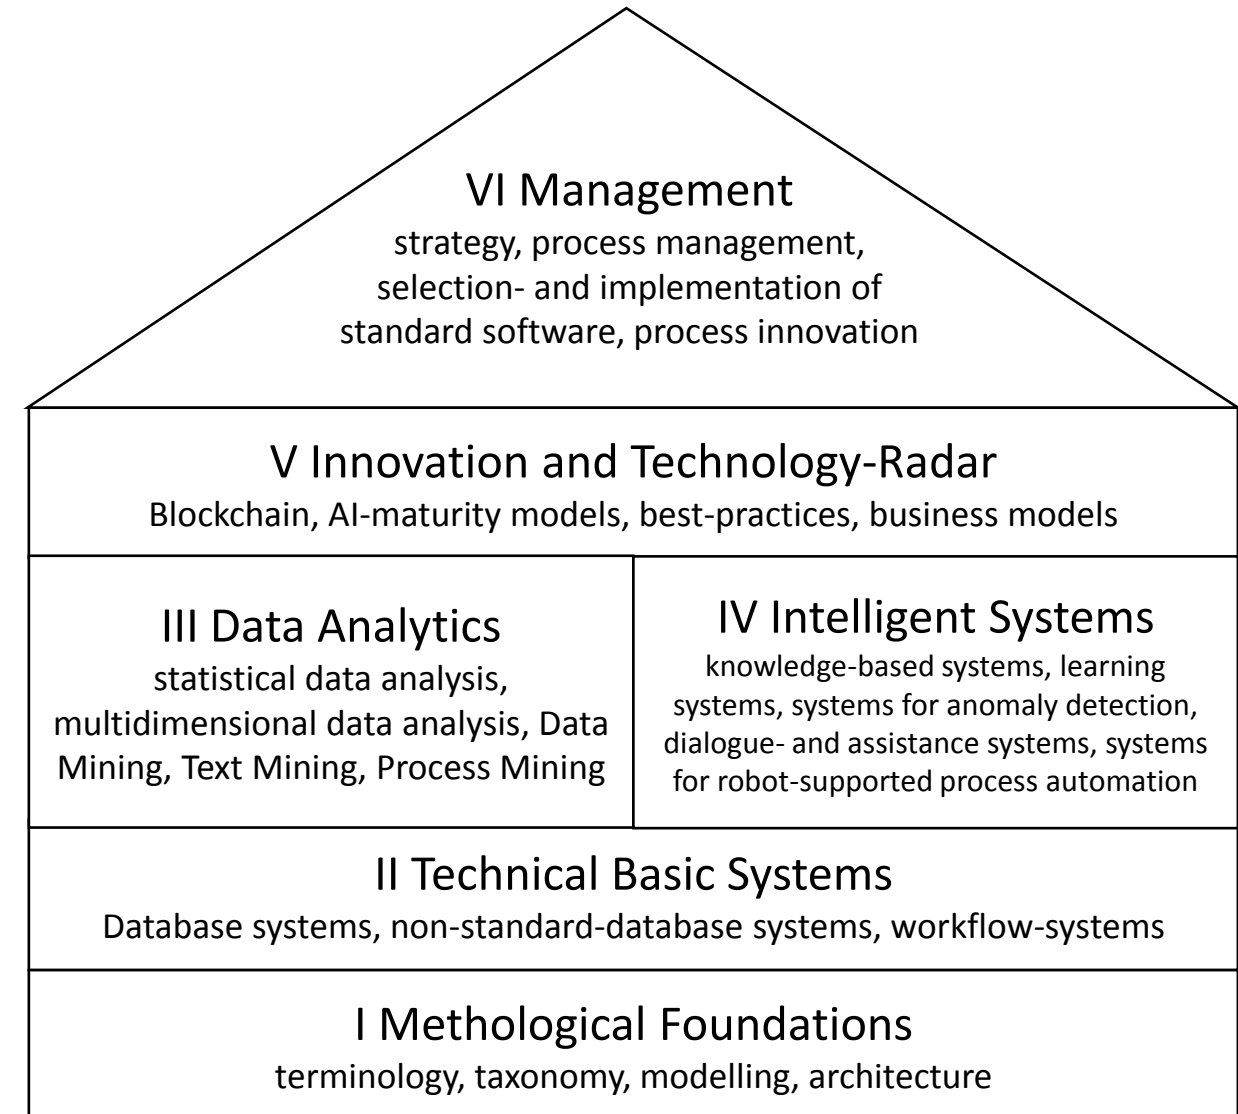 VI Management
strategy, process management,
selection- and implementation of
standard software, process innovation
V Innovation and Technology-Radar
Blockchain, AI-maturity models, best-practices, business models
III Data Analytics
statistical data analysis,
multidimensional data analysis, Data
Mining, Text Mining, Process Mining
IV Intelligent Systems
knowledge-based systems, learning
systems, systems for anomaly detection,
dialogue- and assistance systems, systems
for robot-supported process automation
II Technical Basic Systems
Database systems, non-standard-database systems, workflow-systems
I Methological Foundations
terminology, taxonomy, modelling, architecture